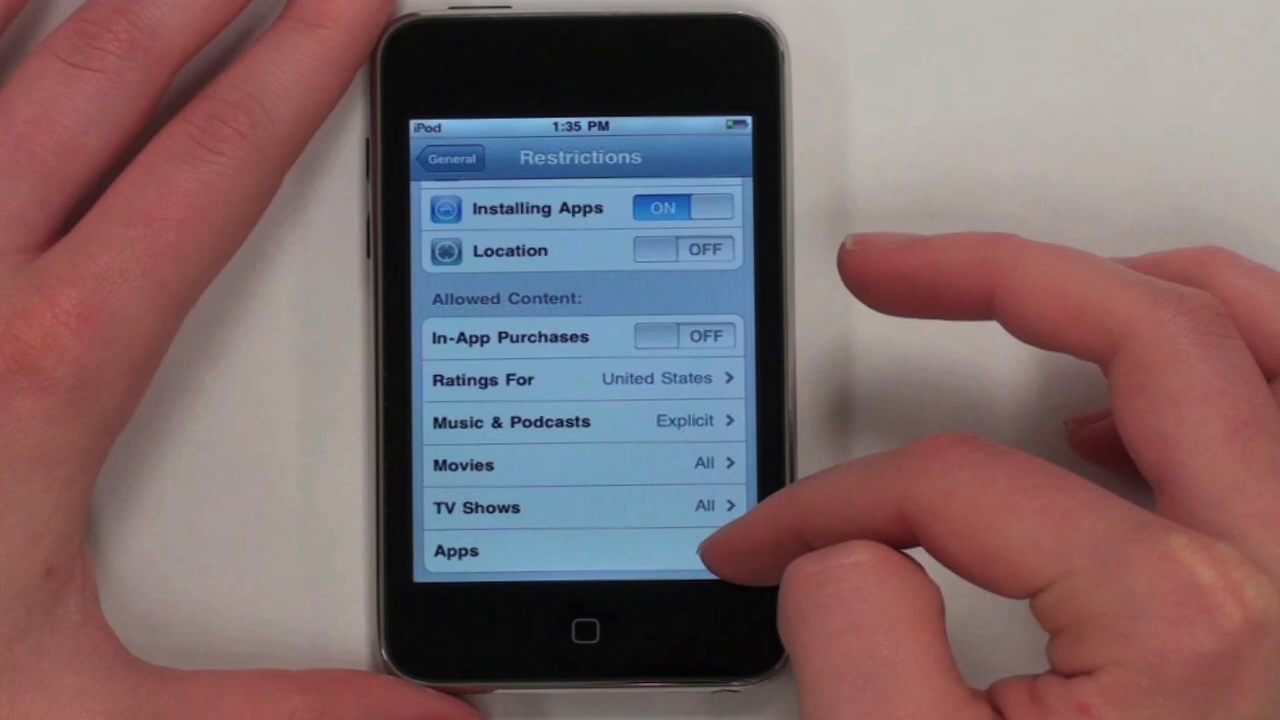 iPod 1:35 PM
General Restrictions
Installing Apps ON
Location OFF
Allowed Content:
In-App Purchases OFF
Ratings For United States
Music & Podcasts Explicit
Movies All
TV Shows All
Apps